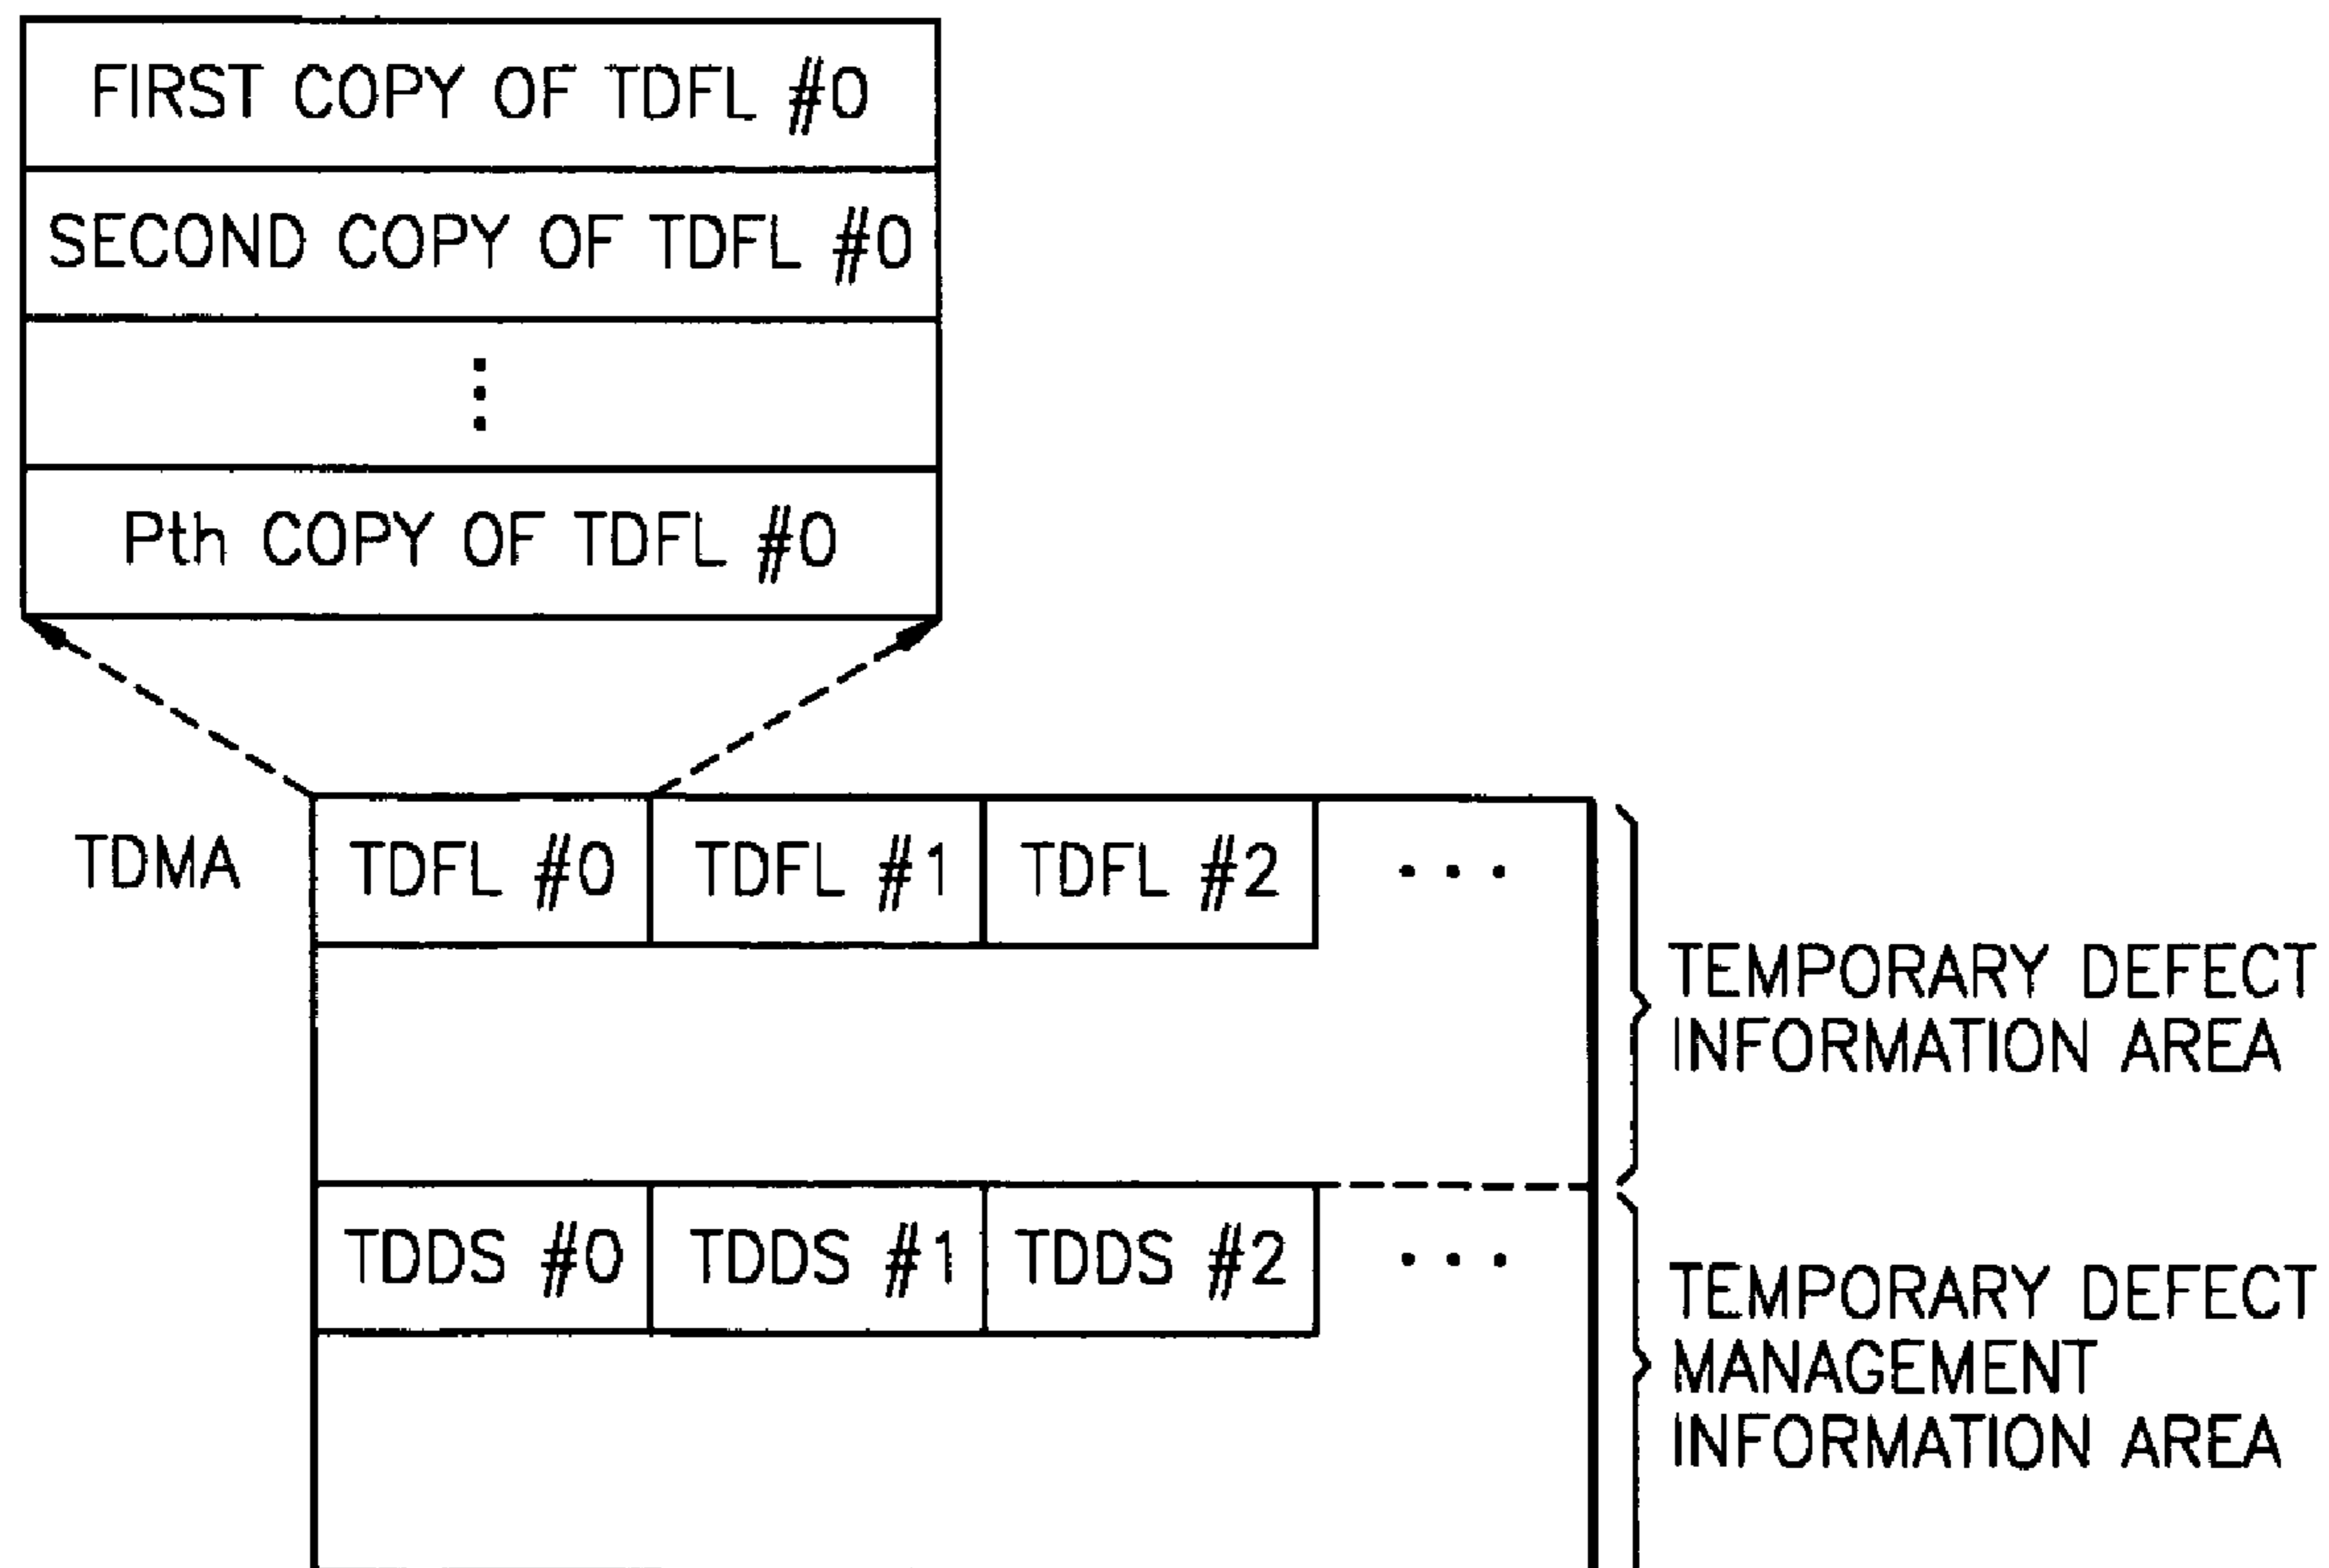 FIRST COPY OF TDFL #0
SECOND COPY OF TDFL #0
⋮
Pth COPY OF TDFL #0
TDMA
TDFL #0
TDFL #1
TDFL #2
...
TEMPORARY DEFECT
INFORMATION AREA
TDDS #0
TDDS #1
TDDS #2
...
TEMPORARY DEFECT
MANAGEMENT
INFORMATION AREA